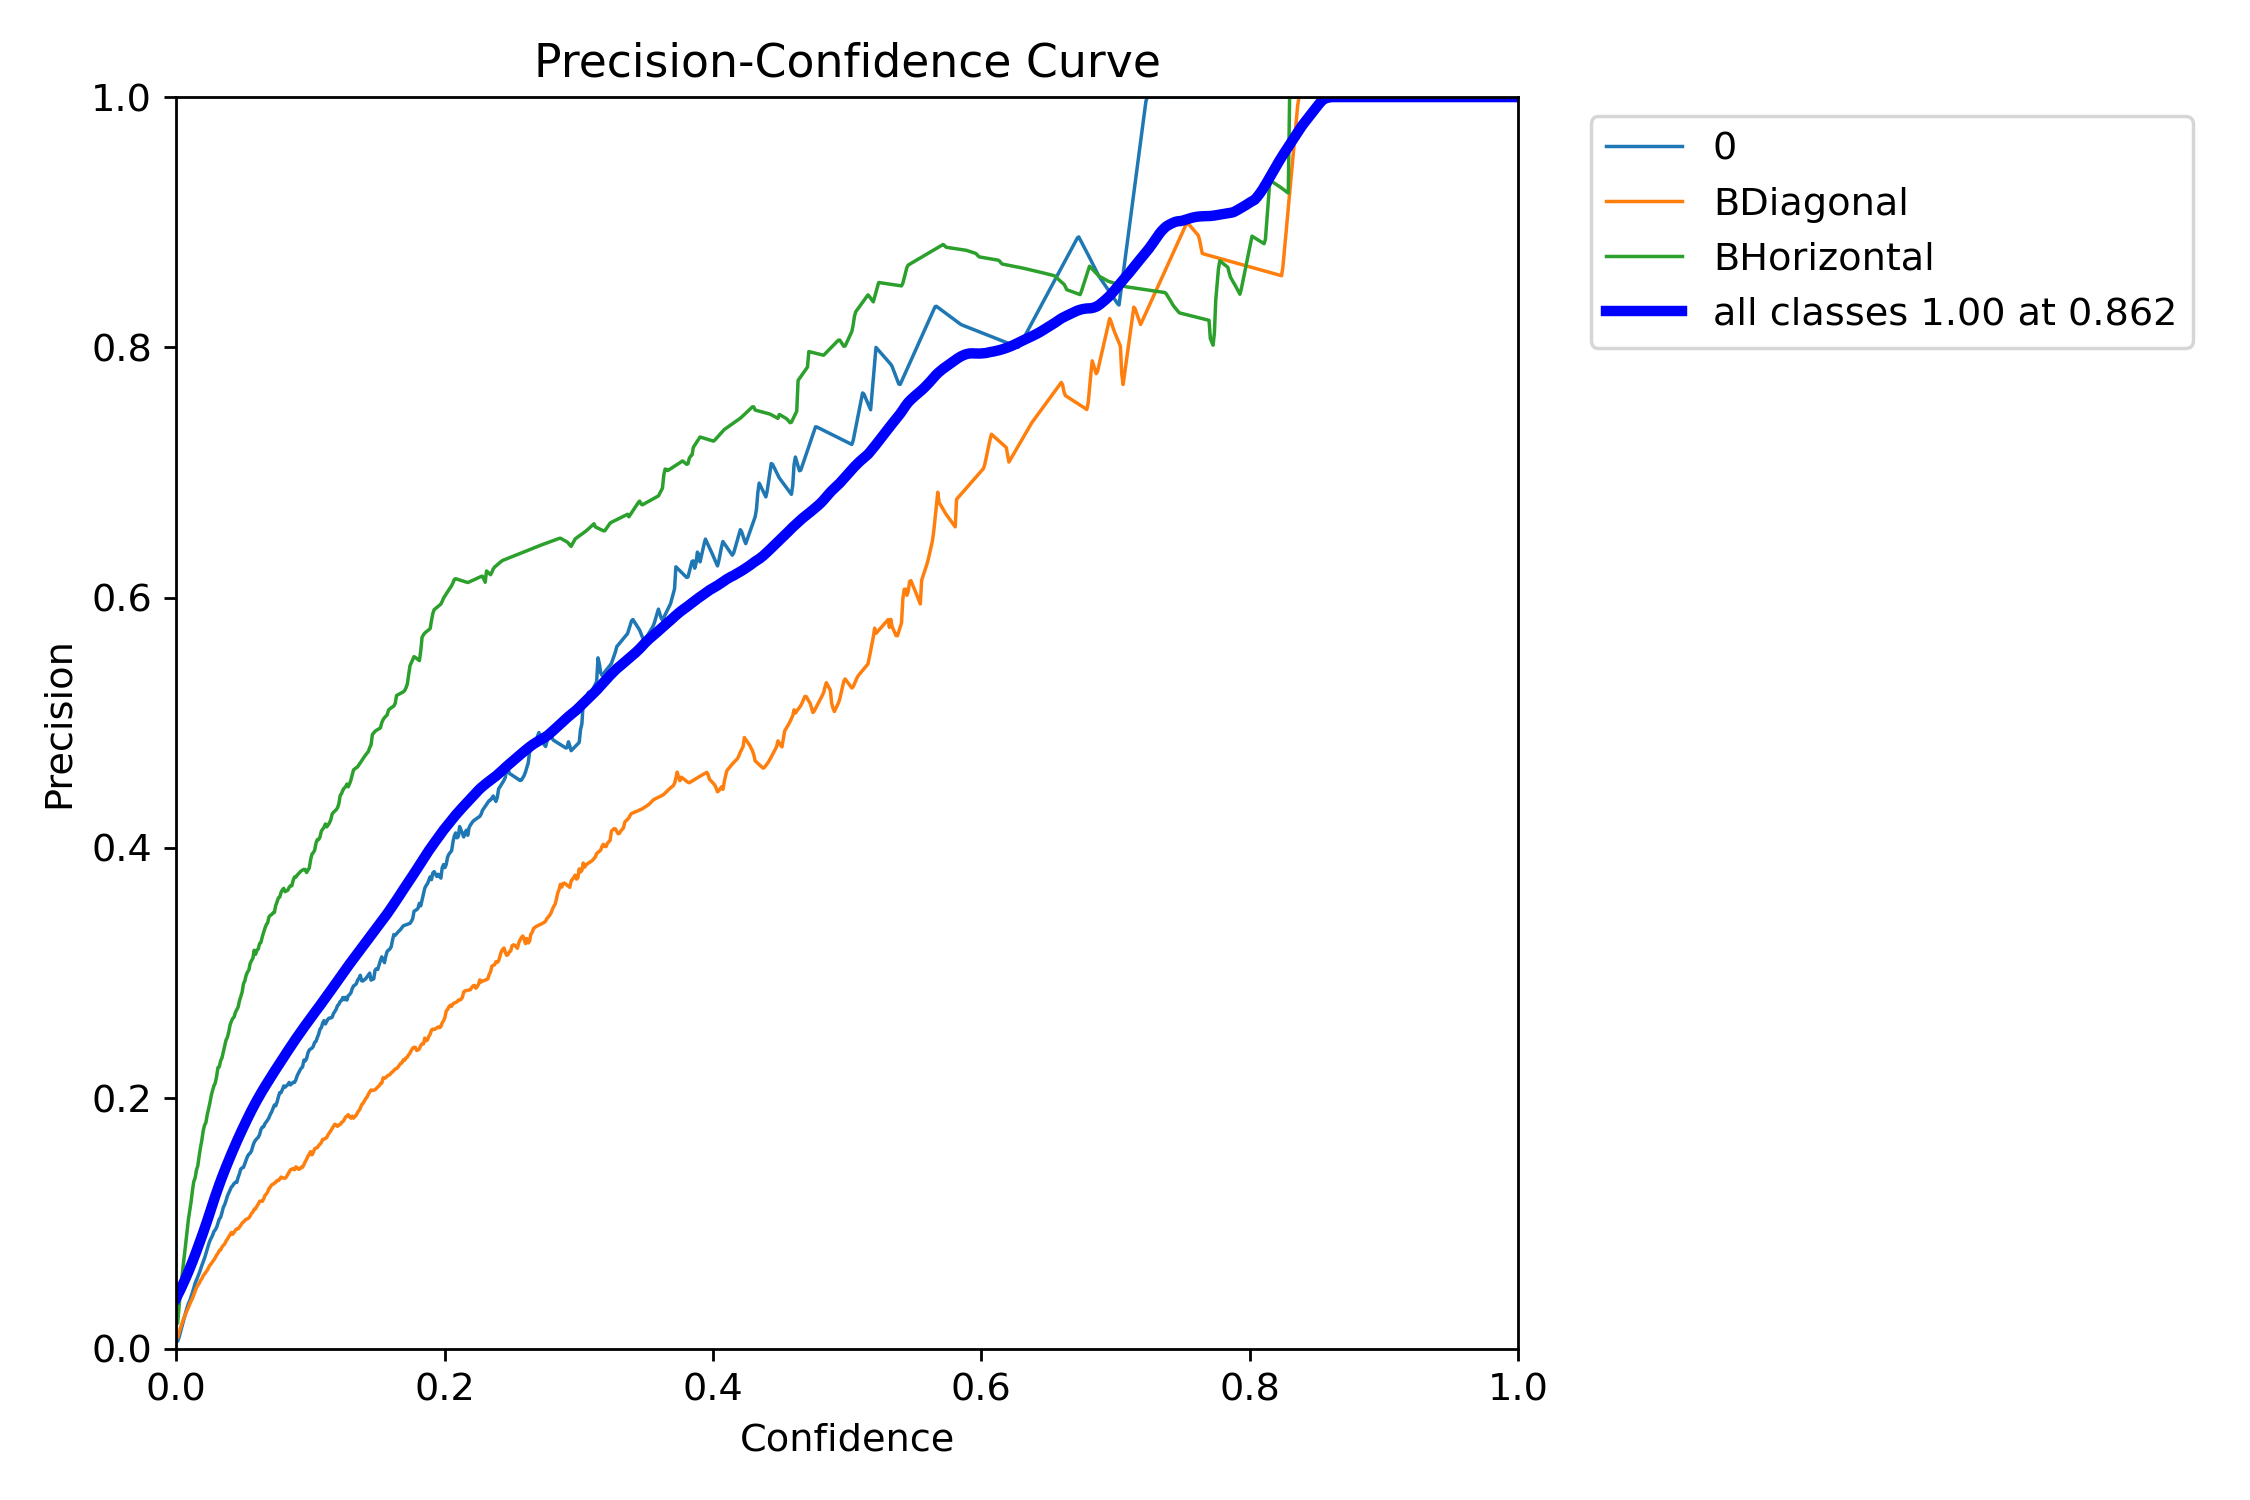 Precision-Confidence Curve
1.0
0.8
0.6
0.4
0.2
0.0
Precision
0.0 0.2 0.4 0.6 0.8 1.0
Confidence
0
BDiagonal
BHorizontal
all classes 1.00 at 0.862